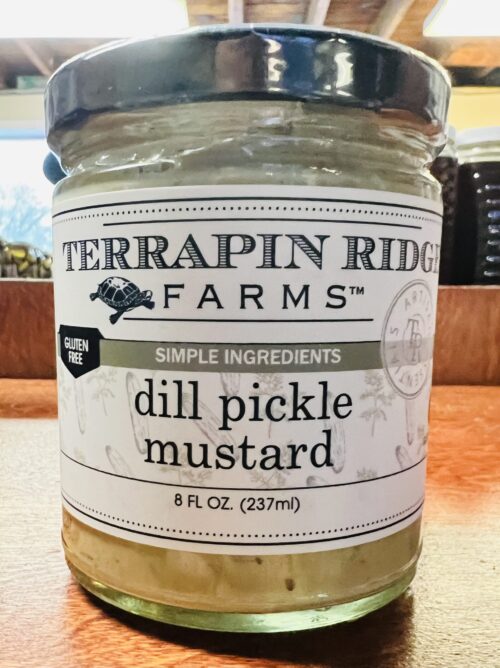 TERRAPIN RIDGE
FARMS™
GLUTEN
FREE
SIMPLE INGREDIENTS
dill pickle
mustard
8 FL OZ. (237ml)